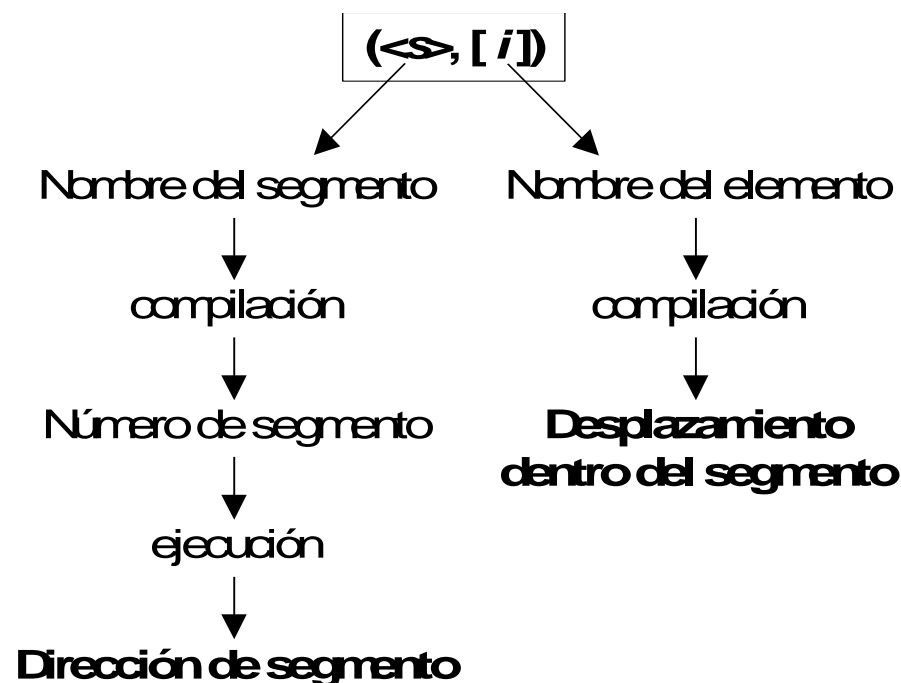 (<s>, [ i ])
Nombre del segmento
Nombre del elemento
compilación
compilación
Número de segmento
Desplazamiento
dentro del segmento
ejecución
Dirección de segmento